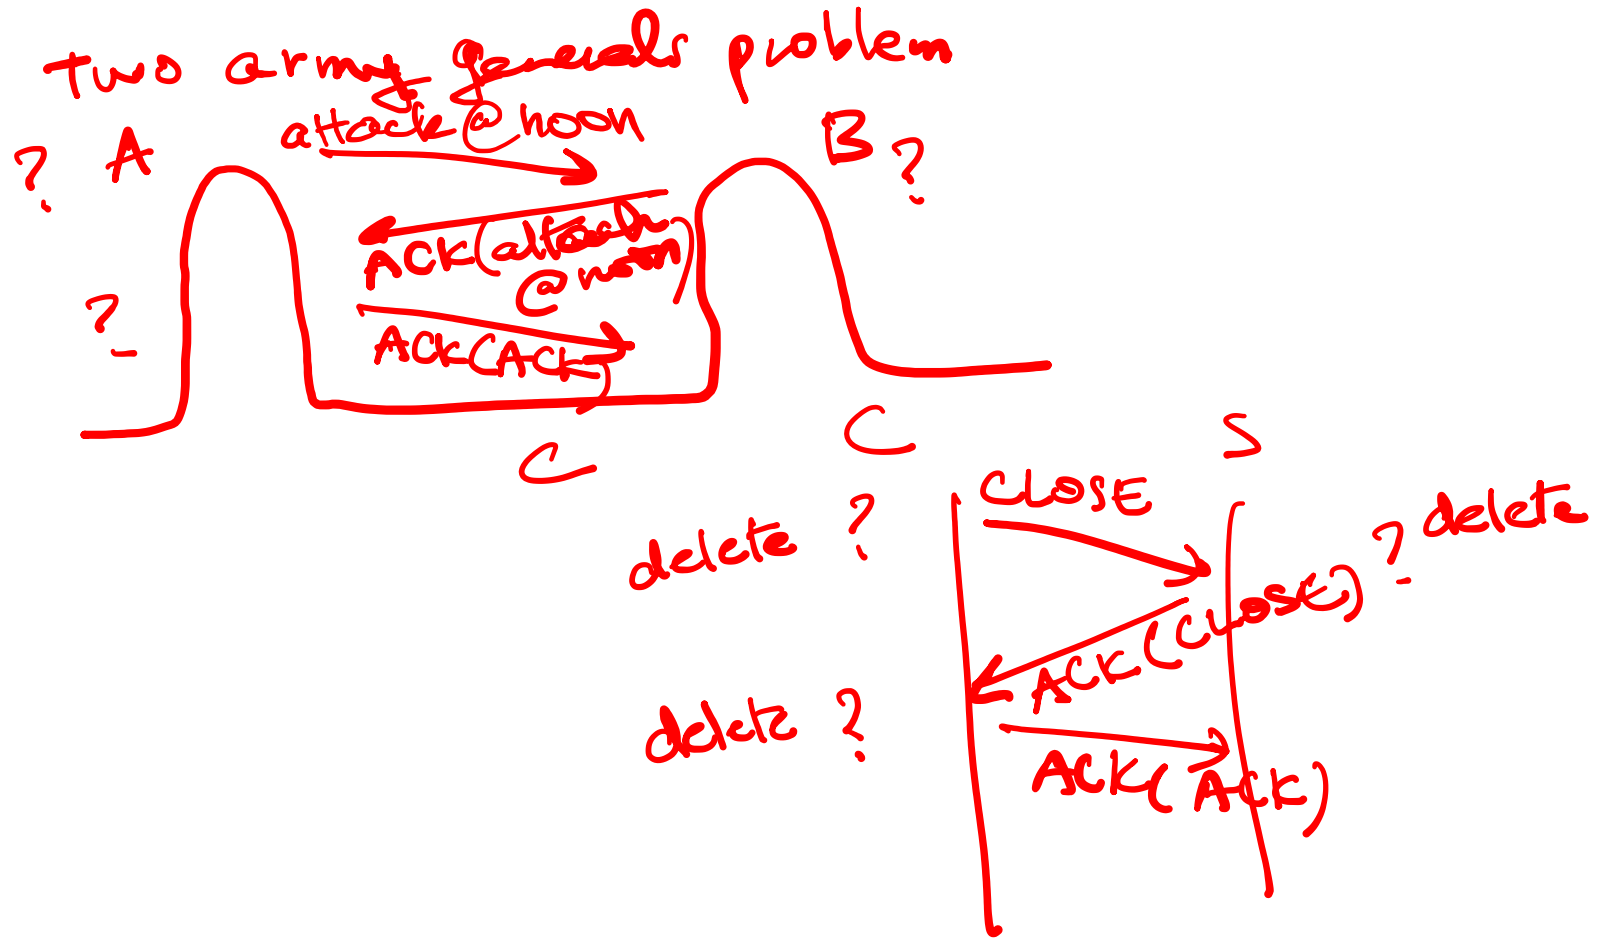 two army generals problem
attack@noon
? A
B ?
ACK(attack
@noon)
?
ACK(ACK)
C
C S
CLOSE
delete ?
? delete
ACK(CLOSE)
delete ?
ACK(ACK)